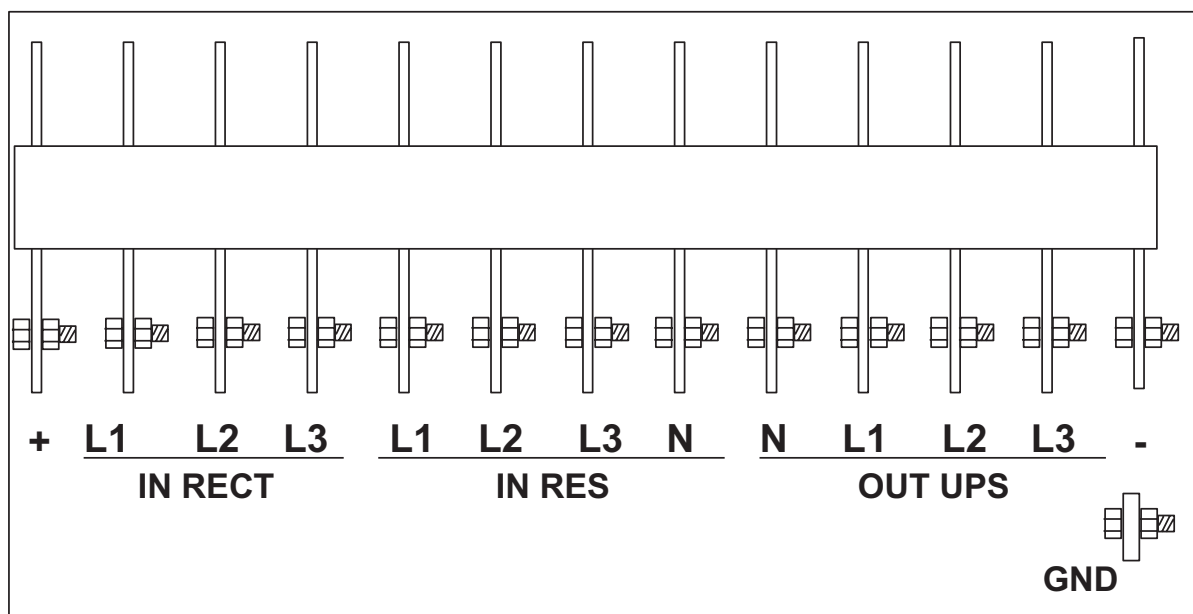 + L1 L2 L3 L1 L2 L3 N N L1 L2 L3 -
IN RECT IN RES OUT UPS
GND